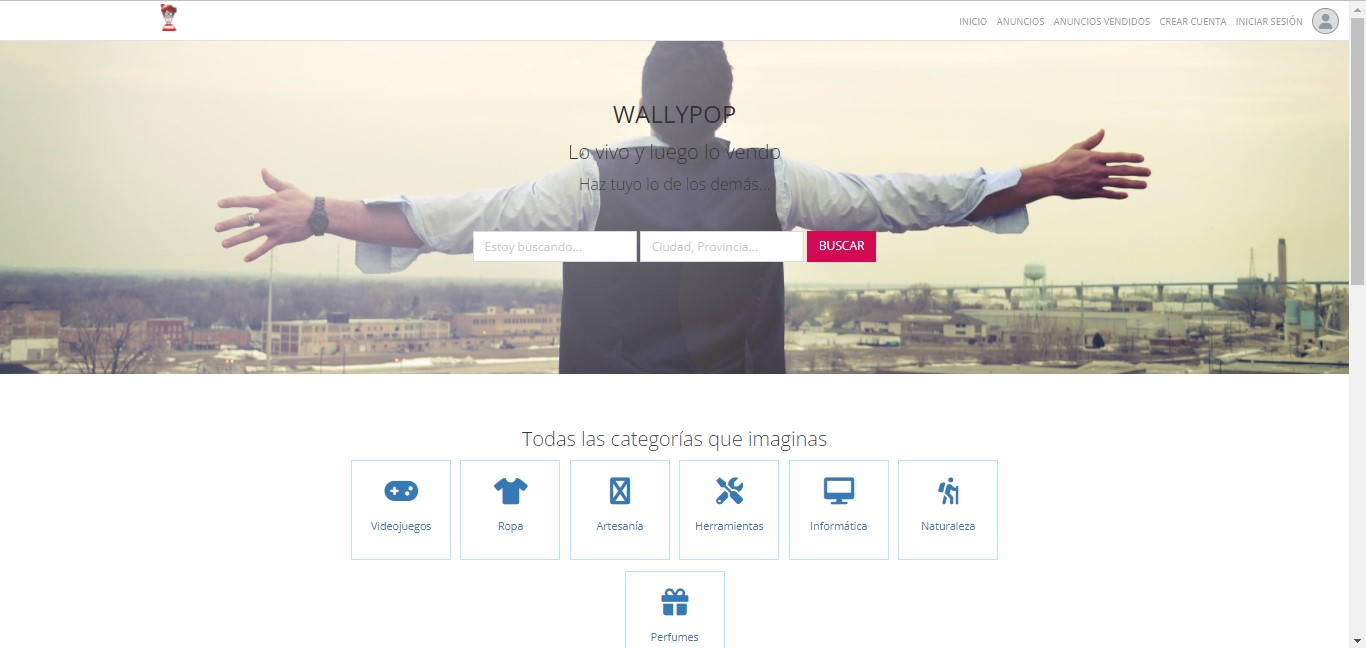 INICIO ANUNCIOS ANUNCIOS VENDIDOS CREAR CUENTA INICIAR SESIÓN
WALLYPOP
Lo vivo y luego lo vendo
Haz tuyo lo de los demás...
Estoy buscando... Ciudad, Provincia... BUSCAR
Todas las categorías que imaginas
Videojuegos Ropa Artesanía Herramientas Informática Naturaleza
Perfumes